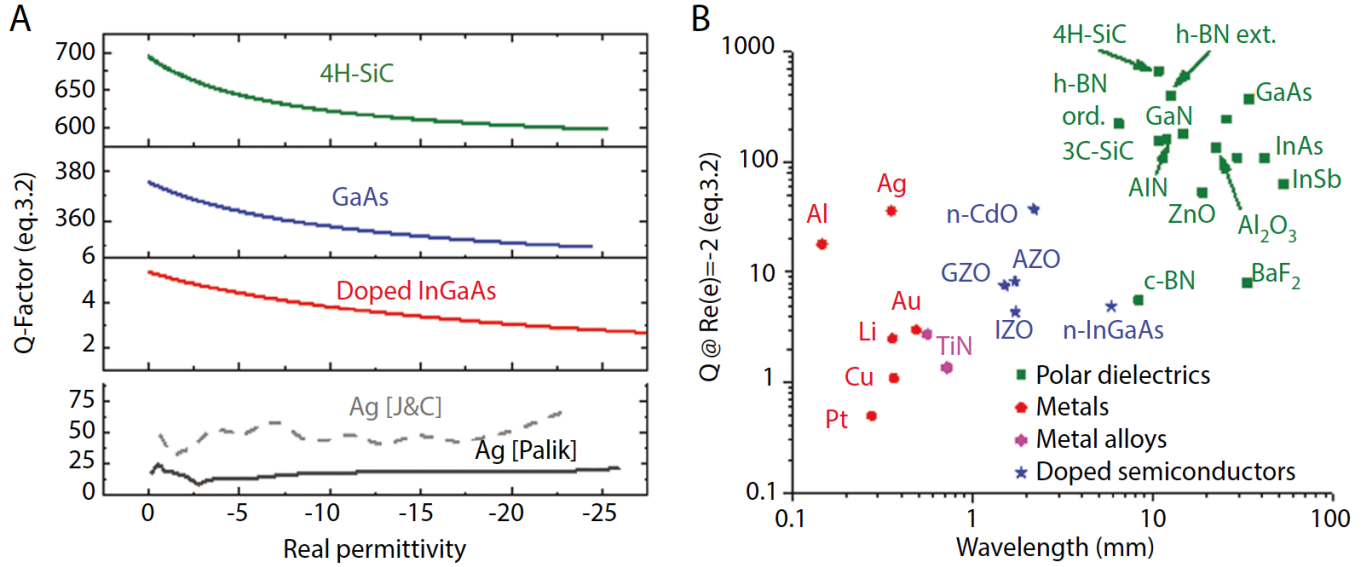 A
Q-Factor (eq.3.2)
700
650
600
4H-SiC
380
360
GaAs
6
4
2
Doped InGaAs
75
50
25
0
Ag [J&C]
Ag [Palik]
0 -5 -10 -15 -20 -25
Real permittivity
B
Q @ Re(e)=-2 (eq.3.2)
1000
100
10
1
0.1
4H-SiC
h-BN ext.
h-BN
ord.
GaN
GaAs
3C-SiC
InAs
AlN
InSb
ZnO
Al2O3
Ag
Al
n-CdO
GZO
AZO
BaF2
c-BN
Au
IZO
n-InGaAs
Li
TiN
Cu
Pt
Polar dielectrics
Metals
Metal alloys
Doped semiconductors
0.1 1 10 100
Wavelength (mm)